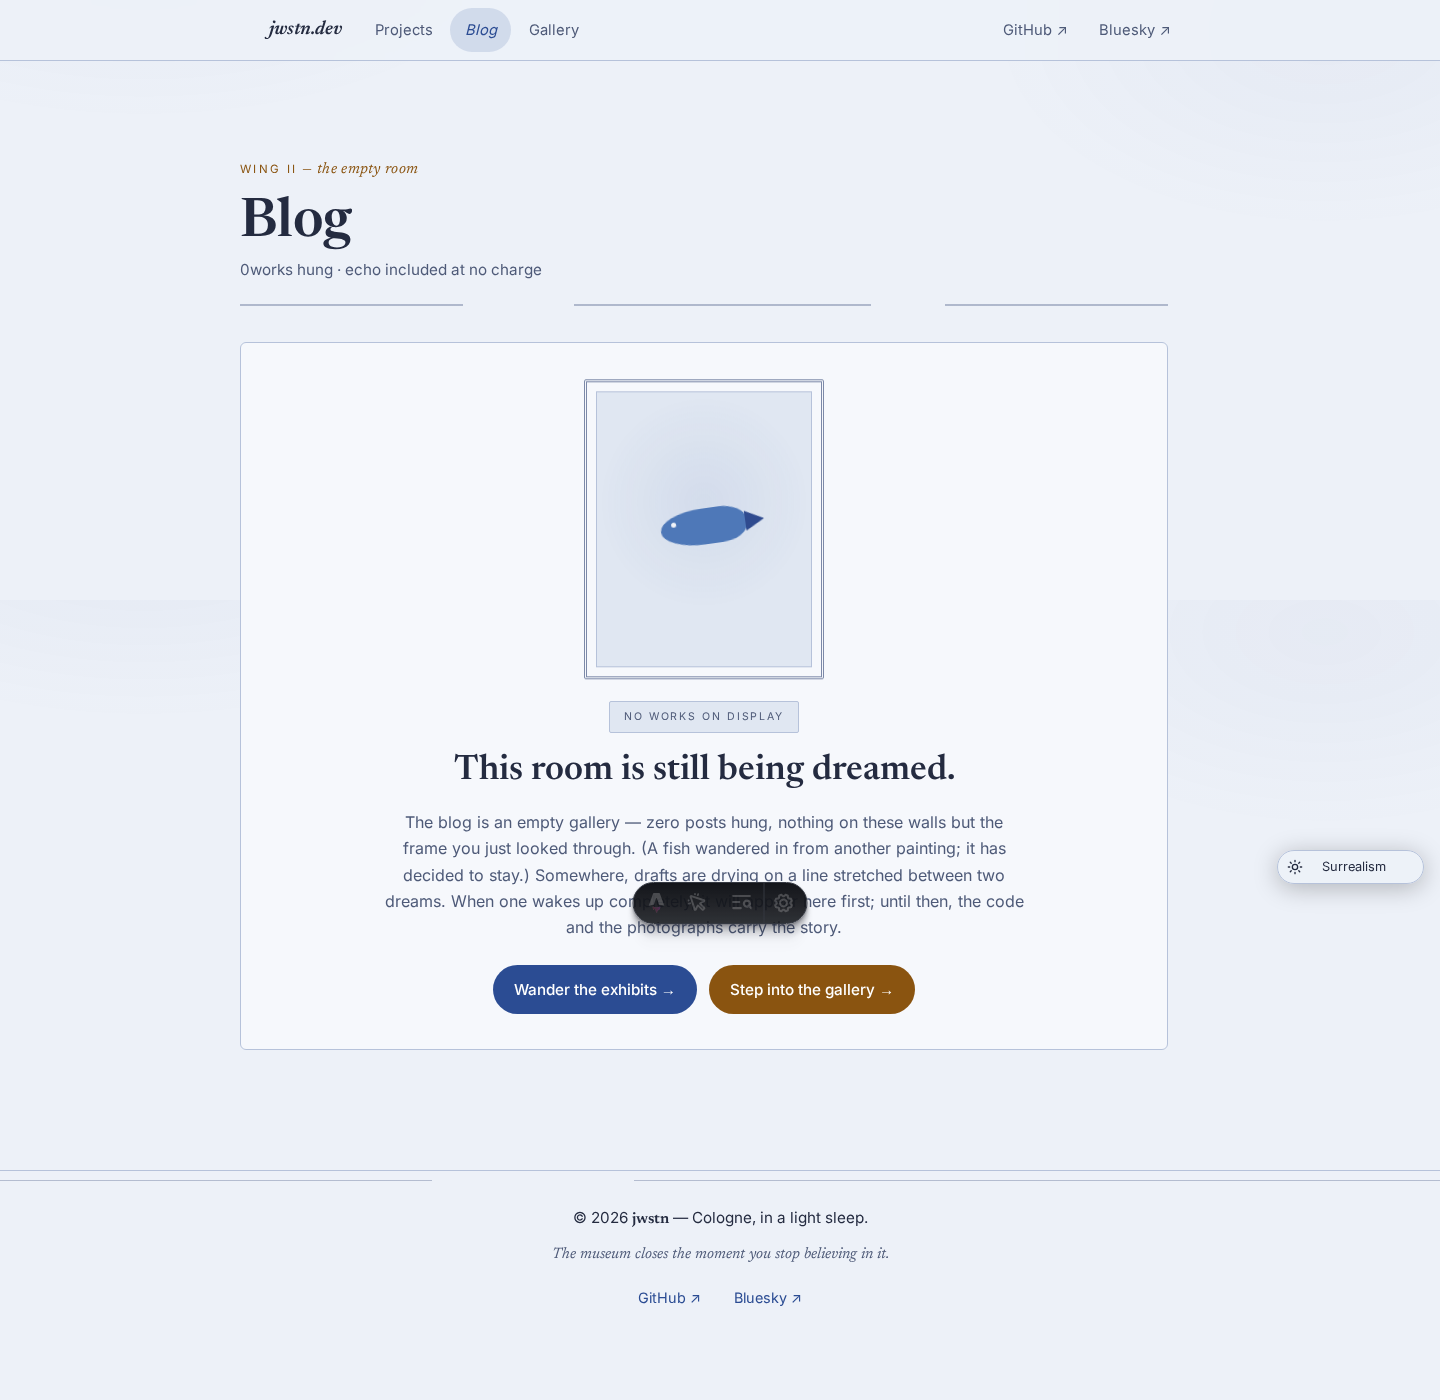 jwstn.dev Projects Blog Gallery GitHub ↗ Bluesky ↗
WING II — the empty room
Blog
0works hung · echo included at no charge
NO WORKS ON DISPLAY
This room is still being dreamed.
The blog is an empty gallery — zero posts hung, nothing on these walls but the
frame you just looked through. (A fish wandered in from another painting; it has
decided to stay.) Somewhere, drafts are drying on a line stretched between two
dreams. When one wakes up here first; until then, the code
and the photographs carry the story.
Surrealism
Wander the exhibits →
Step into the gallery →
© 2026 jwstn — Cologne, in a light sleep.
The museum closes the moment you stop believing in it.
GitHub ↗ Bluesky ↗